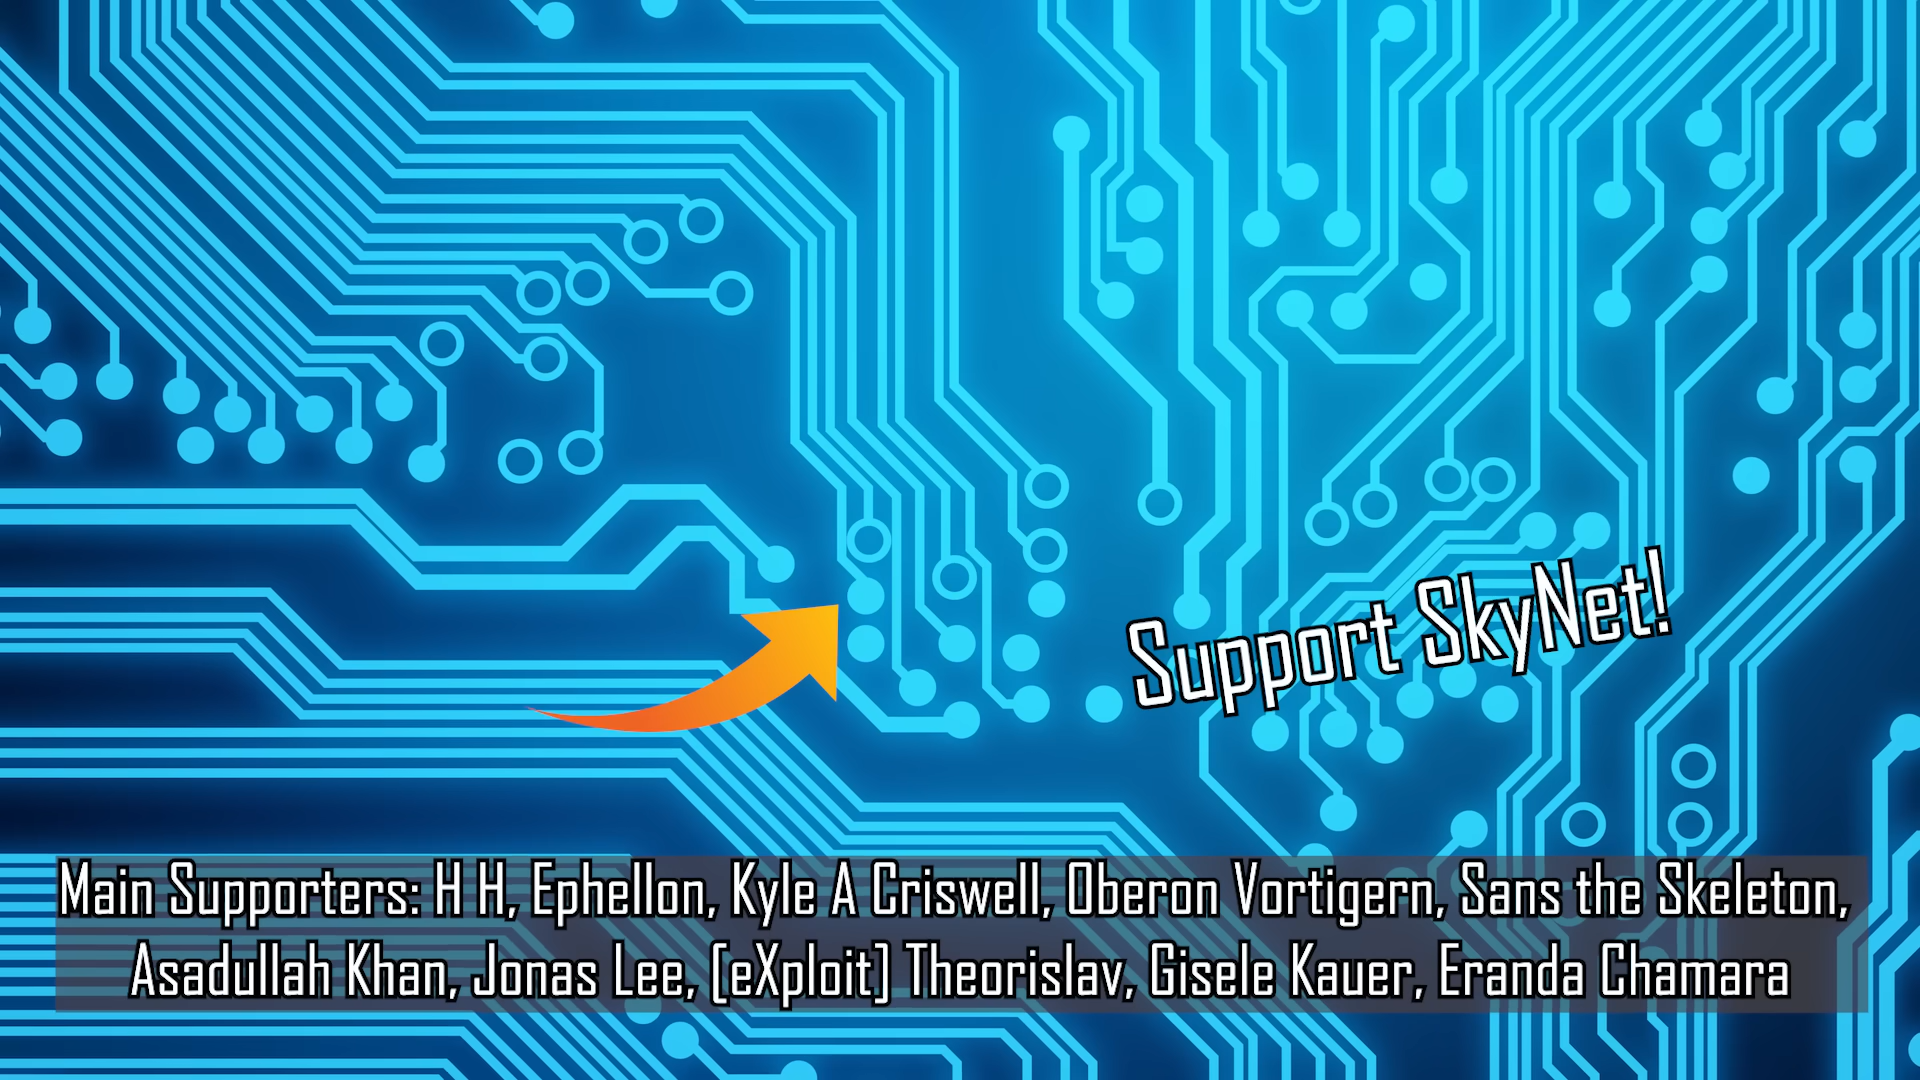 Support SkyNet!
Main Supporters: H H, Ephellon, Kyle A Criswell, Oberon Vortigern, Sans the Skeleton,
Asadullah Khan, Jonas Lee, [eXploit] Theorislav, Gisele Kauer, Eranda Chamara